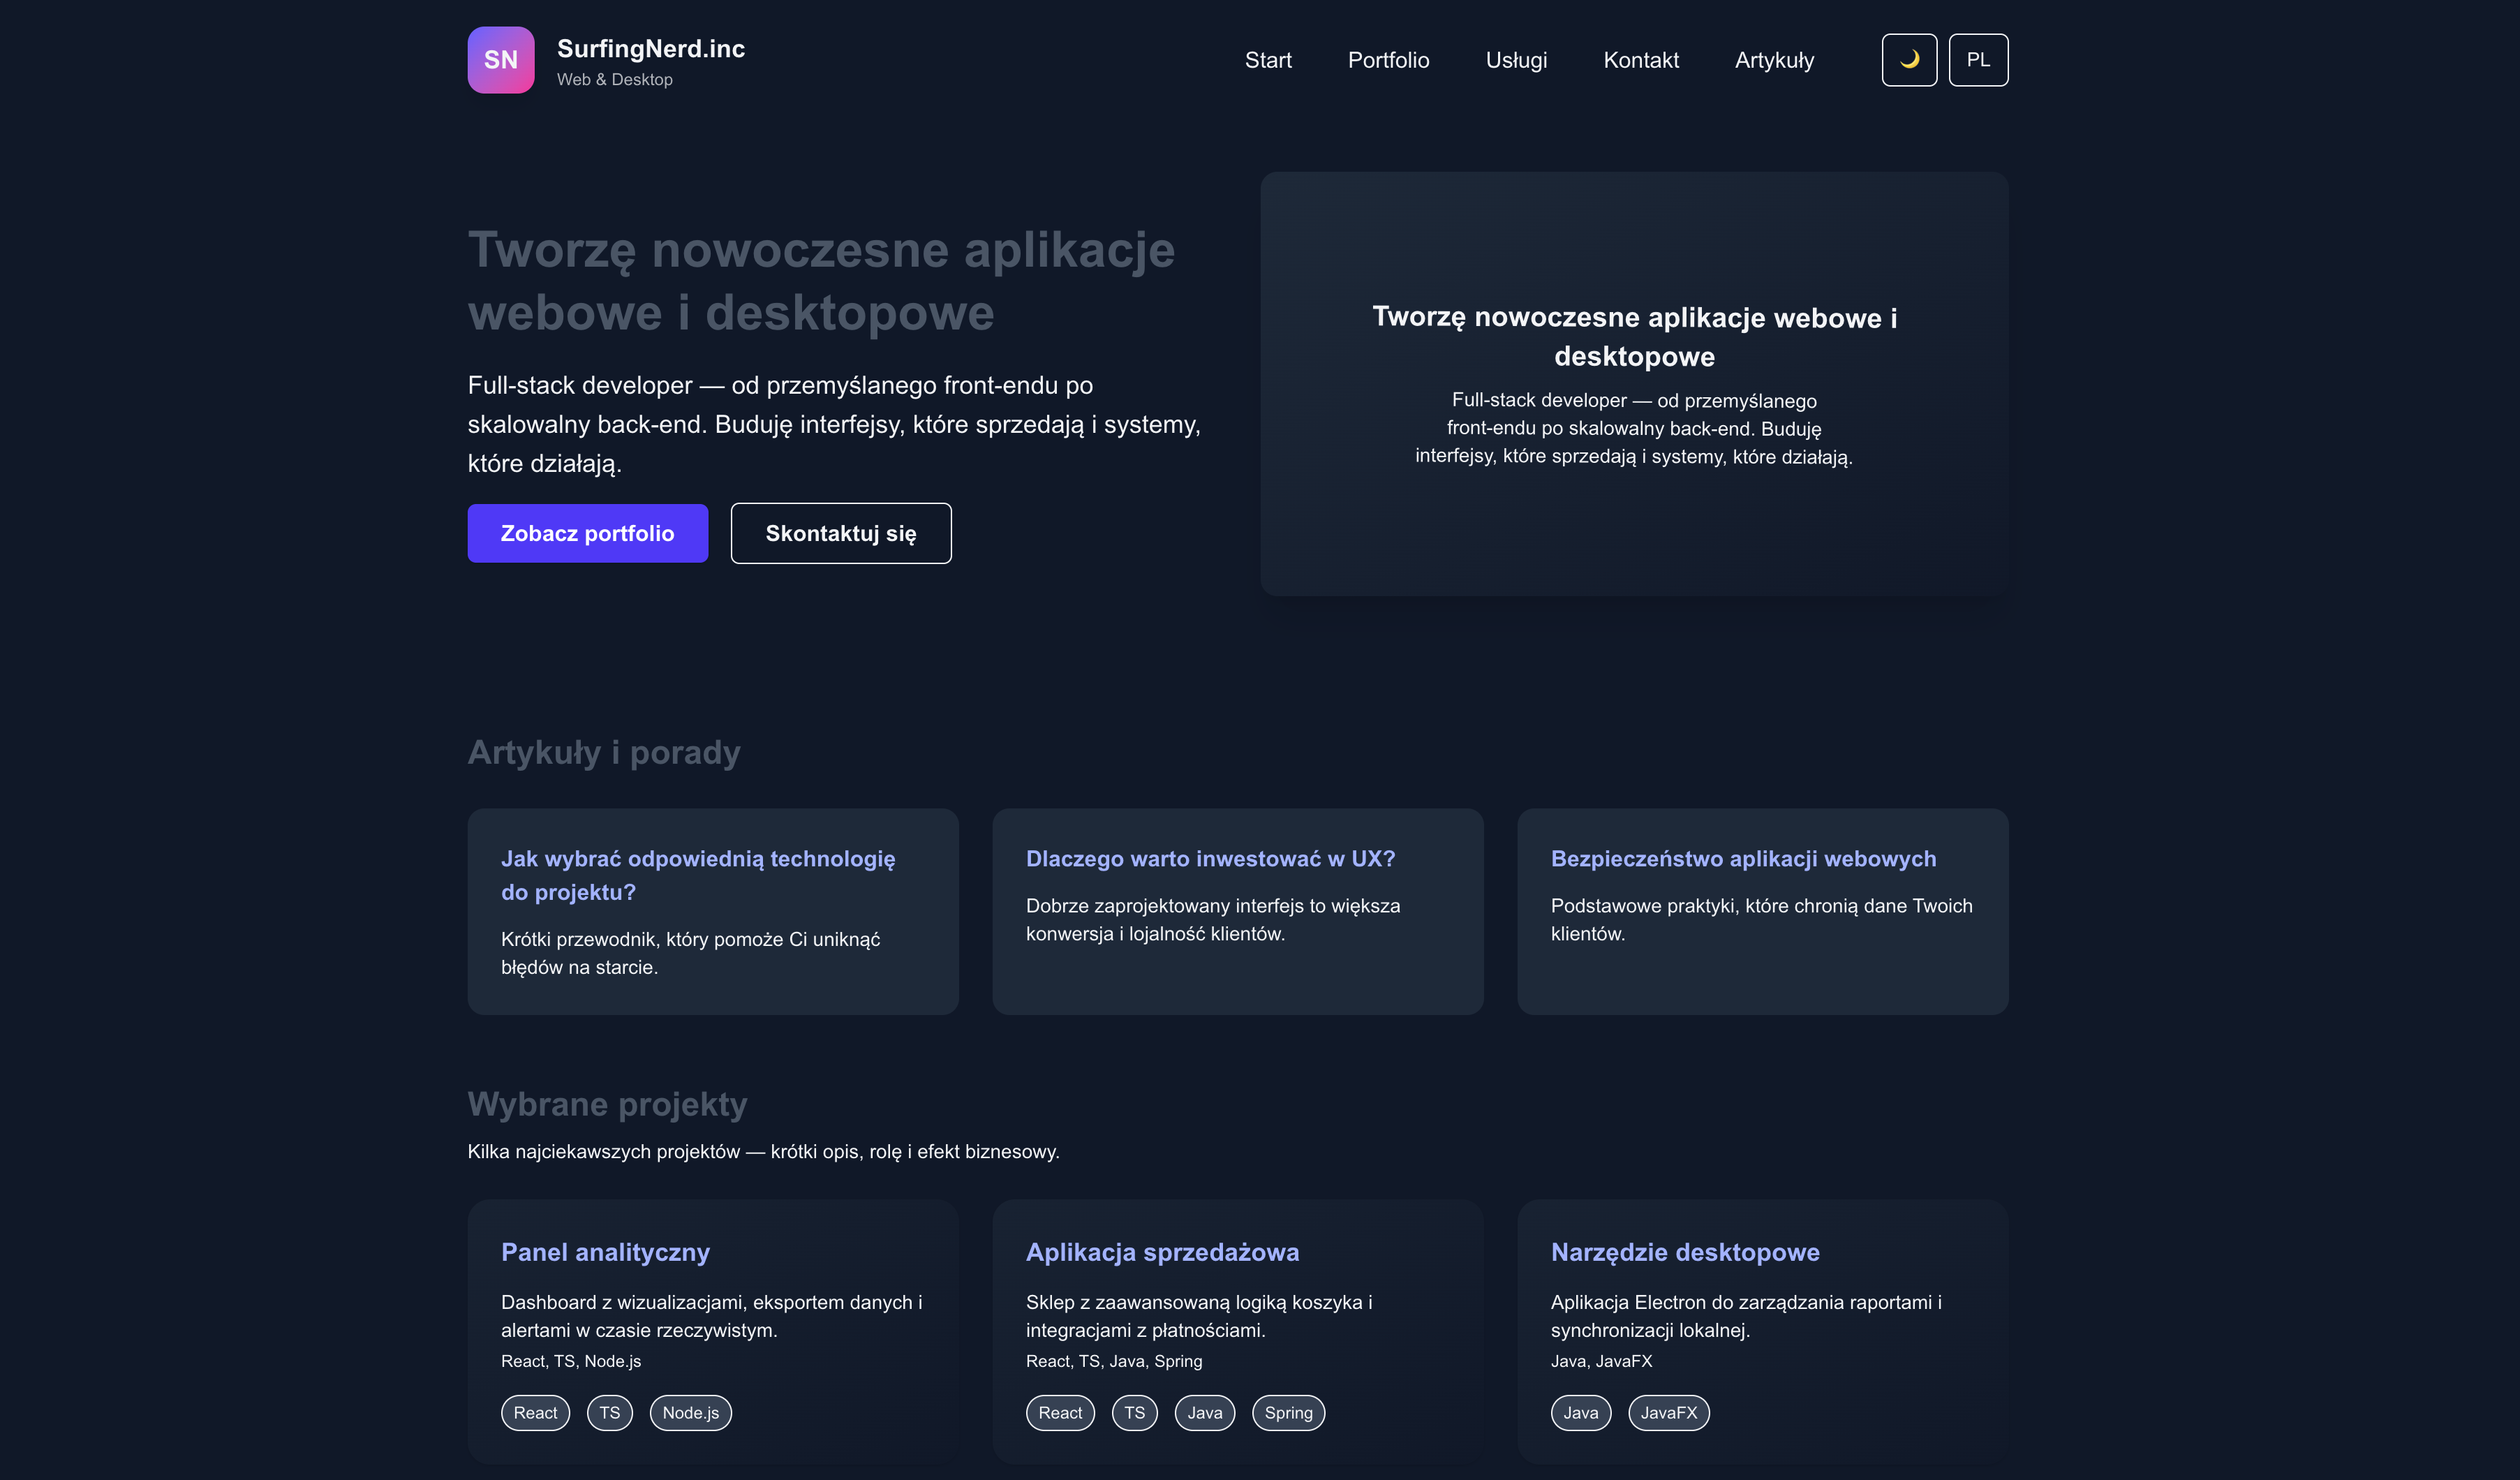 SN
SurfingNerd.inc
Web & Desktop
Start
Portfolio
Usługi
Kontakt
Artykuły
PL
Tworzę nowoczesne aplikacje
webowe i desktopowe
Full-stack developer — od przemyślanego front-endu po
skalowalny back-end. Buduję interfejsy, które sprzedają i systemy,
które działają.
Zobacz portfolio
Skontaktuj się
Tworzę nowoczesne aplikacje webowe i
desktopowe
Full-stack developer — od przemyślanego
front-endu po skalowalny back-end. Buduję
interfejsy, które sprzedają i systemy, które działają.
Artykuły i porady
Jak wybrać odpowiednią technologię
do projektu?
Krótki przewodnik, który pomoże Ci uniknąć
błędów na starcie.
Dlaczego warto inwestować w UX?
Dobrze zaprojektowany interfejs to większa
konwersja i lojalność klientów.
Bezpieczeństwo aplikacji webowych
Podstawowe praktyki, które chronią dane Twoich
klientów.
Wybrane projekty
Kilka najciekawszych projektów — krótki opis, rolę i efekt biznesowy.
Panel analityczny
Dashboard z wizualizacjami, eksportem danych i
alertami w czasie rzeczywistym.
React, TS, Node.js
React
TS
Node.js
Aplikacja sprzedażowa
Sklep z zaawansowaną logiką koszyka i
integracjami z płatnościami.
React, TS, Java, Spring
React
TS
Java
Spring
Narzędzie desktopowe
Aplikacja Electron do zarządzania raportami i
synchronizacji lokalnej.
Java, JavaFX
Java
JavaFX